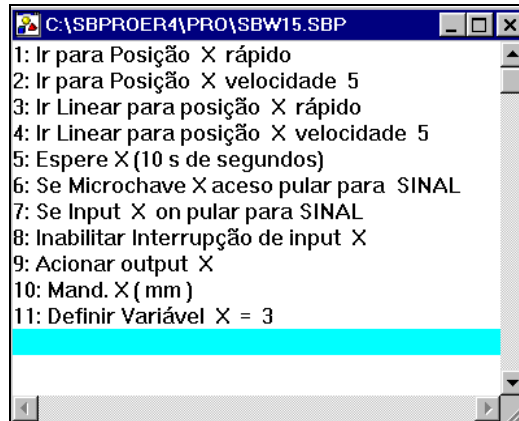 C:\SBPROER4\PRO\SBW15.SBP
1: Ir para Posição X rápido
2: Ir para Posição X velocidade 5
3: Ir Linear para posição X rápido
4: Ir Linear para posição X velocidade 5
5: Espere X (10 s de segundos)
6: Se Microchave X aceso pular para SINAL
7: Se Input X on pular para SINAL
8: Inabilitar Interrupção de input X
9: Acionar output X
10: Mand. X ( mm )
11: Definir Variável X = 3